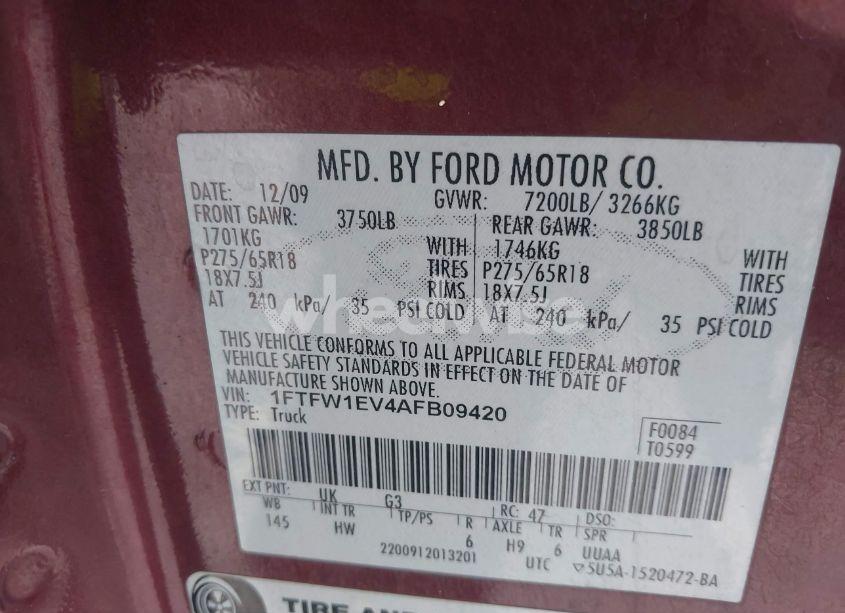 MFD. BY FORD MOTOR CO.
DATE: 12/09 GVWR: 7200LB/ 3266KG
FRONT GAWR: 3750LB REAR GAWR: 3850LB
1701KG WITH 1746KG WITH
P275/65R18 TIRES P275/65R18 TIRES
18X7.5J RIMS 18X7.5J RIMS
AT 240 kPa/ 35 PSI COLD AT 240 kPa/ 35 PSI COLD
wheelwise
THIS VEHICLE CONFORMS TO ALL APPLICABLE FEDERAL MOTOR
VEHICLE SAFETY STANDARDS IN EFFECT ON THE DATE OF
MANUFACTURE SHOWN ABOVE.
VIN: 1FTFW1EV4AFB09420
TYPE: Truck
F0084
T0599
EXT PNT: UK G3 RC: 47 DSO:
WB INT TR TP/PS R AXLE TR SPR
145 HW 6 H9 6 UUAA
2200912013201 UTC ▽5U5A-1520472-BA
TIRE AND